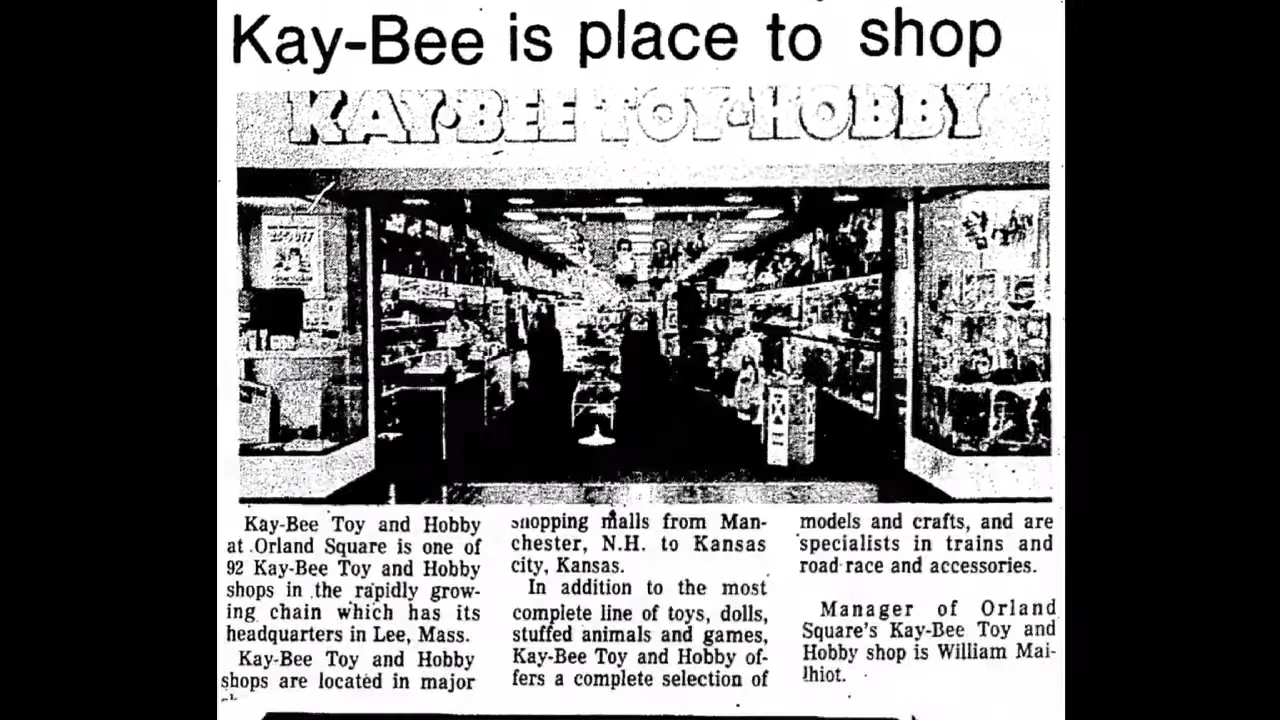 Kay-Bee is place to shop
KAY·BEE TOY·HOBBY
Kay-Bee Toy and Hobby
at Orland Square is one of
92 Kay-Bee Toy and Hobby
shops in the rapidly grow-
ing chain which has its
headquarters in Lee, Mass.
Kay-Bee Toy and Hobby
shops are located in major
shopping malls from Man-
chester, N.H. to Kansas
city, Kansas.
In addition to the most
complete line of toys, dolls,
stuffed animals and games,
Kay-Bee Toy and Hobby of-
fers a complete selection of
models and crafts, and are
specialists in trains and
road race and accessories.
Manager of Orland
Square's Kay-Bee Toy and
Hobby shop is William Mai-
lhiot.